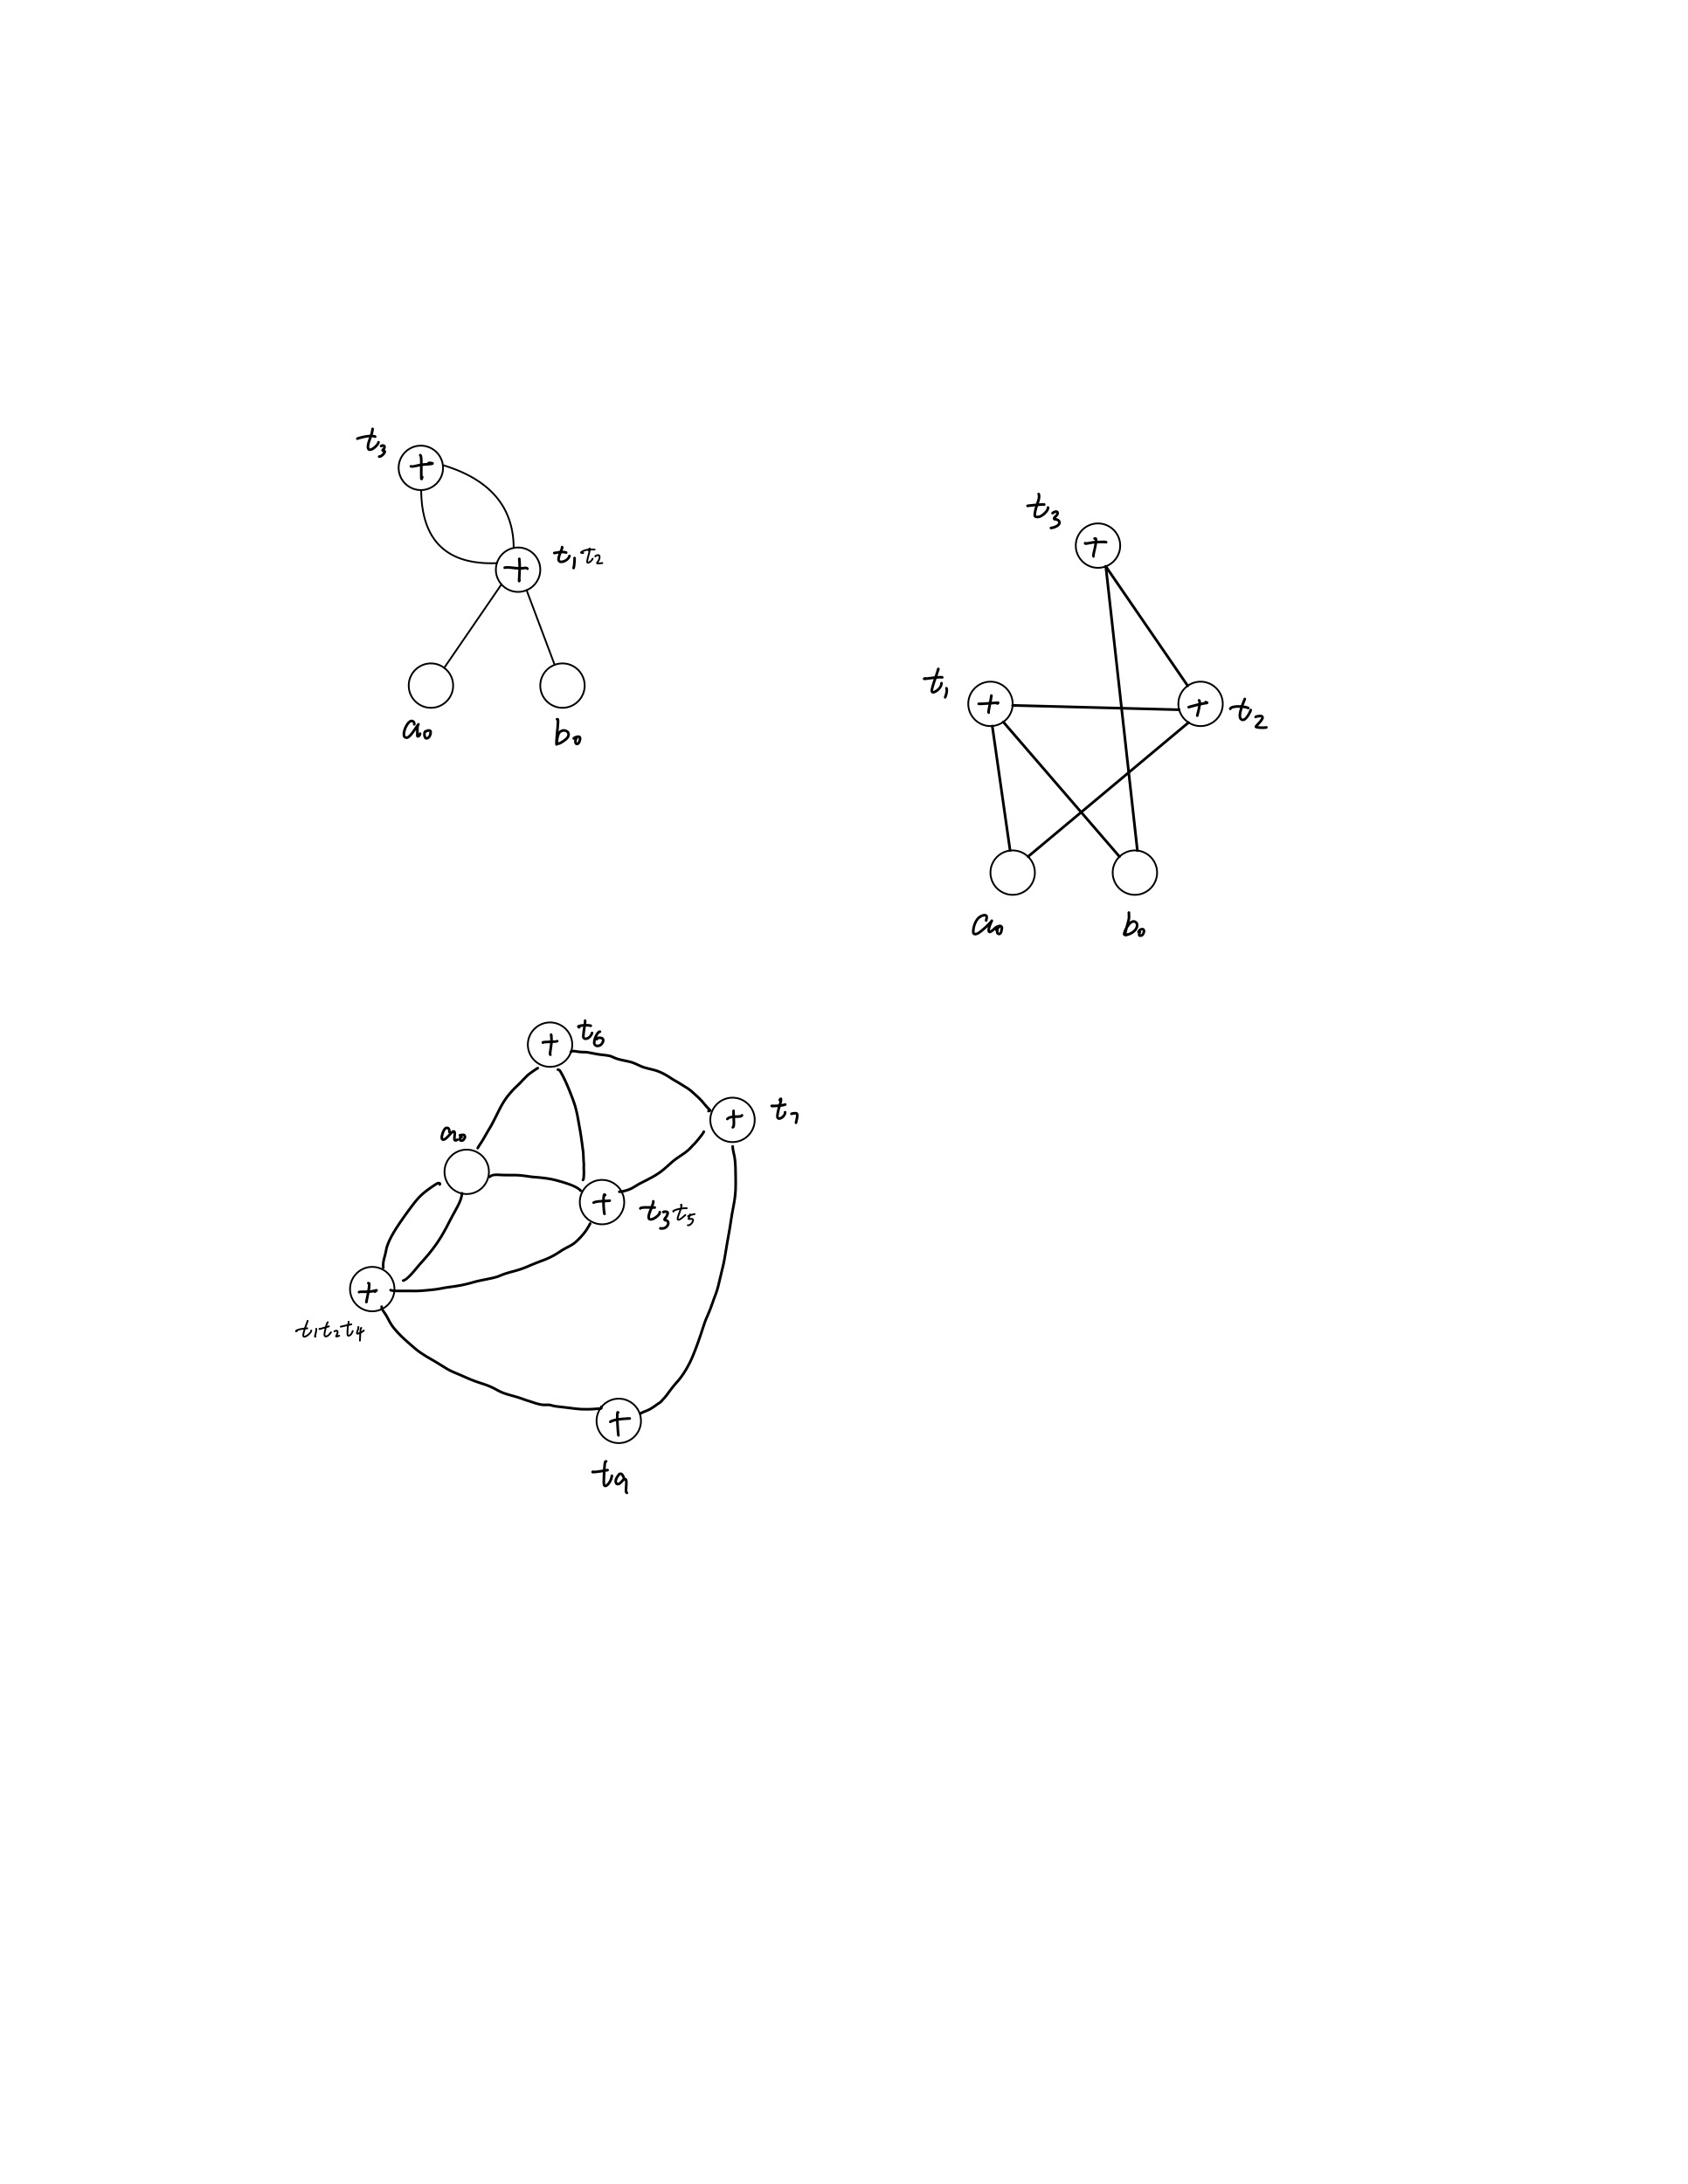 t₃
+
t₁t₂
+
a₀
b₀
t₃
+
t₁
+
+
t₂
a₀
b₀
+
t₆
+
t₇
a₀
+
t₃t₅
+
t₁t₂t₄
+
t₉